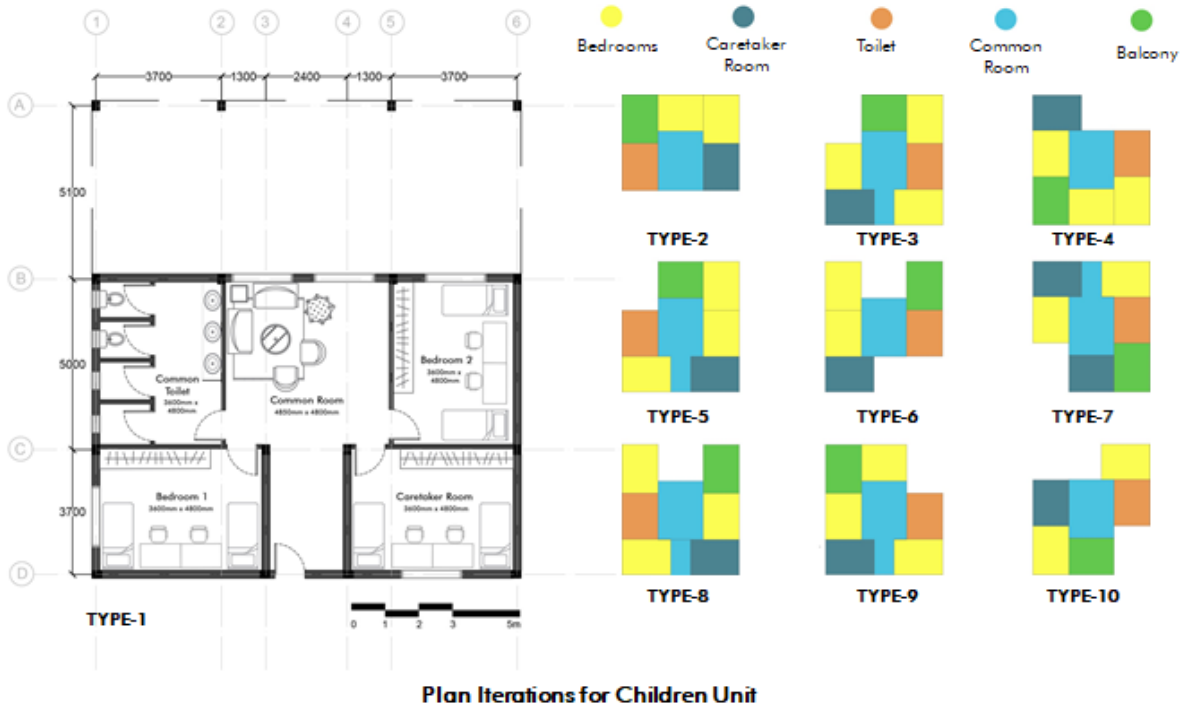 1 2 3 4 5 6
3700 1300 2400 1300 3700
A
5100
B
5000
C
3700
D
Common
Toilet
3600mm x
4800mm
Common Room
4850mm x 4800mm
Bedroom 2
3600mm x
4800mm
Bedroom 1
3600mm x 4800mm
Caretaker Room
3600mm x 4800mm
TYPE-1
0 1 2 3 5m
Bedrooms
Caretaker
Room
Toilet
Common
Room
Balcony
TYPE-2
TYPE-3
TYPE-4
TYPE-5
TYPE-6
TYPE-7
TYPE-8
TYPE-9
TYPE-10
Plan Iterations for Children Unit